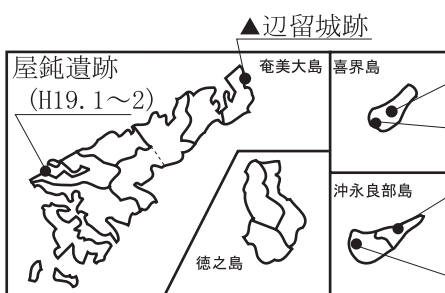 ▲辺留城跡
屋鈍遺跡
(H19.1～2)
奄美大島
喜界島
徳之島
沖永良部島